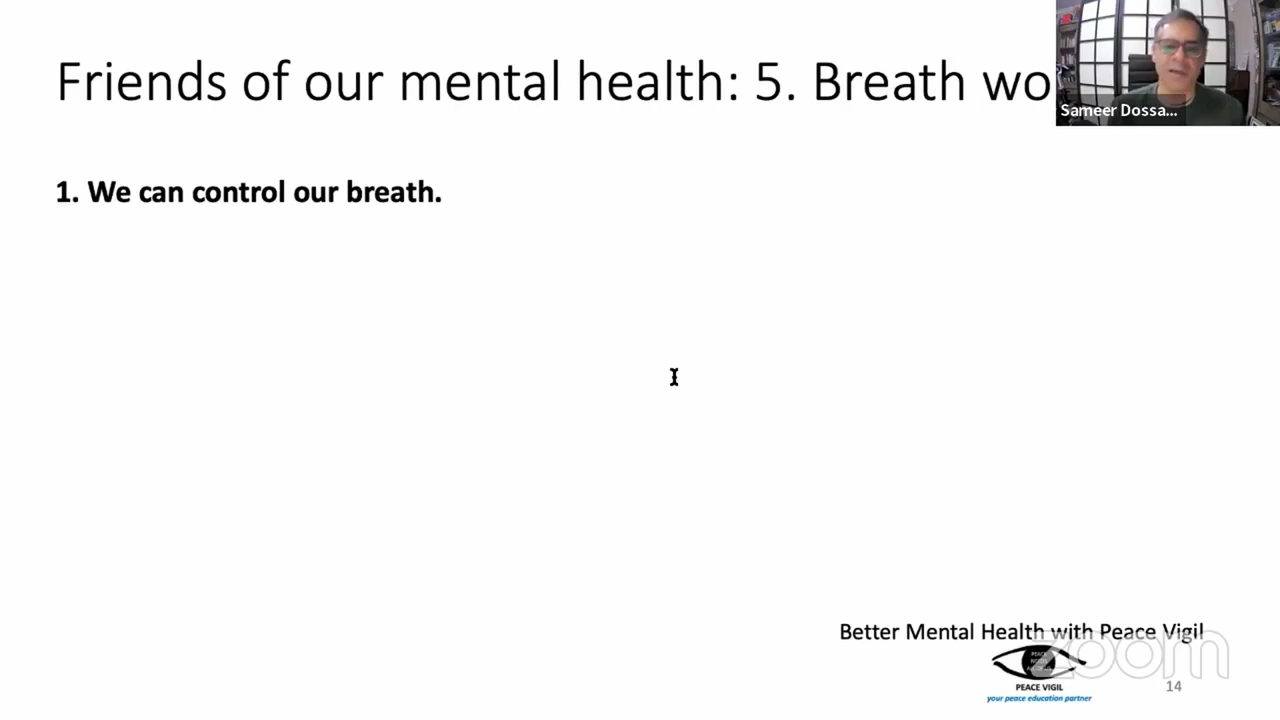 Friends of our mental health: 5. Breath wo
Sameer Dossa...
1. We can control our breath.
Better Mental Health with Peace Vigil
zoom
PEACE VIGIL
your peace education partner
14